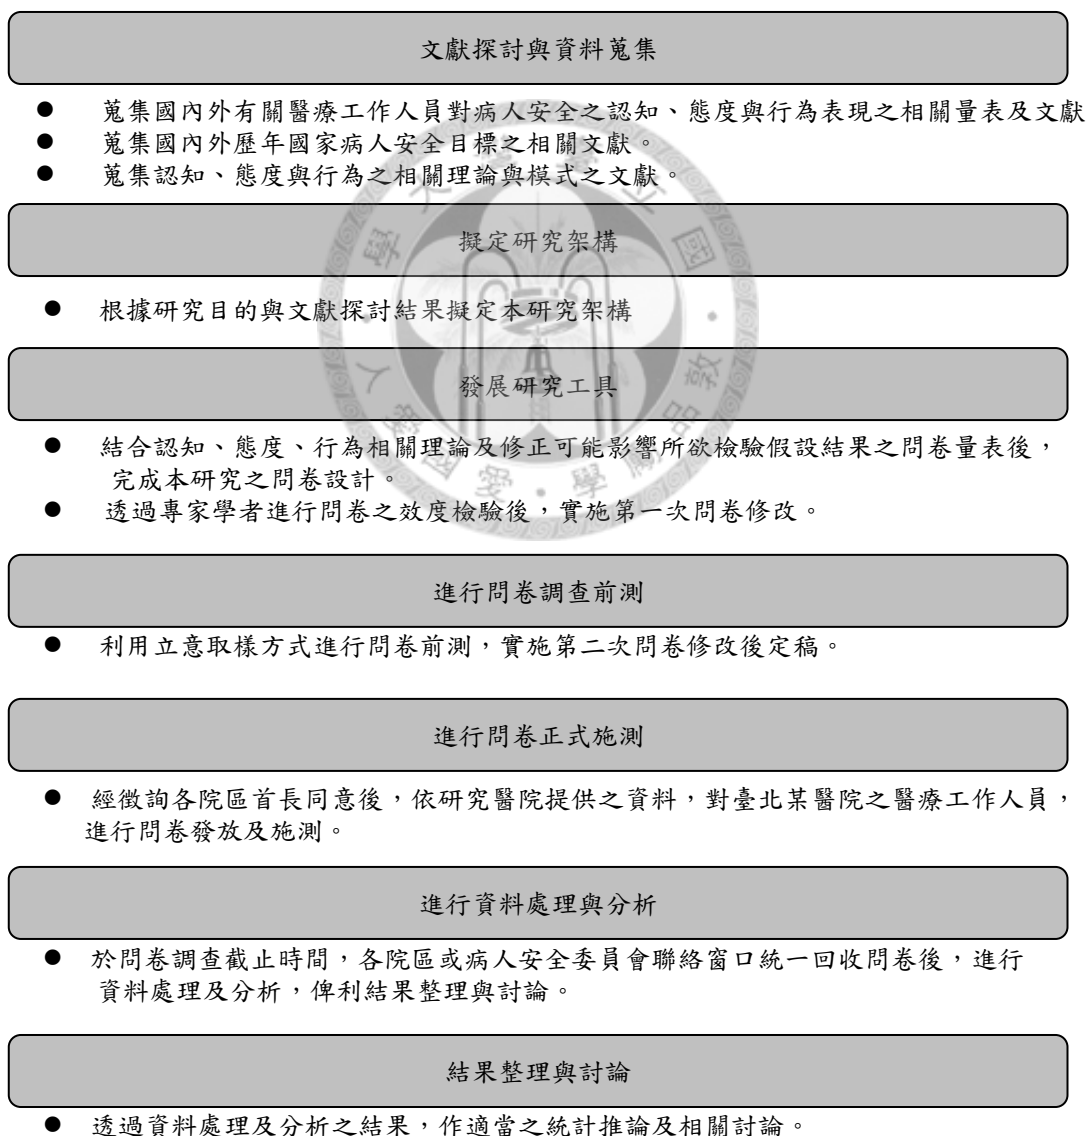 文獻探討與資料蒐集
● 蒐集國內外有關醫療工作人員對病人安全之認知、態度與行為表現之相關量表及文獻
● 蒐集國內外歷年國家病人安全目標之相關文獻。
● 蒐集認知、態度與行為之相關理論與模式之文獻。
擬定研究架構
● 根據研究目的與文獻探討結果擬定本研究架構
發展研究工具
● 結合認知、態度、行為相關理論及修正可能影響所欲檢驗假設結果之問卷量表後，
完成本研究之問卷設計。
● 透過專家學者進行問卷之效度檢驗後，實施第一次問卷修改。
進行問卷調查前測
● 利用立意取樣方式進行問卷前測，實施第二次問卷修改後定稿。
進行問卷正式施測
● 經徵詢各院區首長同意後，依研究醫院提供之資料，對臺北某醫院之醫療工作人員，
進行問卷發放及施測。
進行資料處理與分析
● 於問卷調查截止時間，各院區或病人安全委員會聯絡窗口統一回收問卷後，進行
資料處理及分析，俾利結果整理與討論。
結果整理與討論
● 透過資料處理及分析之結果，作適當之統計推論及相關討論。